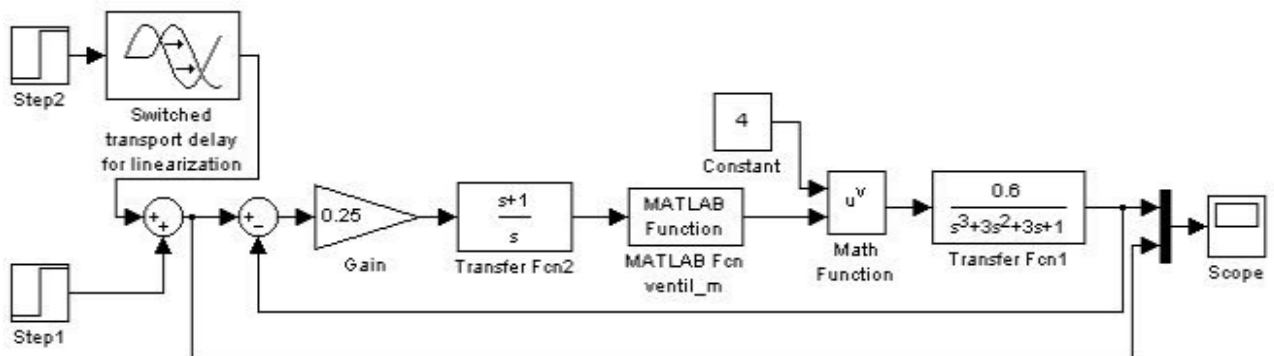 Step2
Switched
transport delay
for linearization
4
Constant
+
+
+
−
0.25
Gain
s+1
s
Transfer Fcn2
MATLAB
Function
MATLAB Fcn
ventil_m
u^v
Math
Function
0.6
s^3+3s^2+3s+1
Transfer Fcn1
Scope
Step1